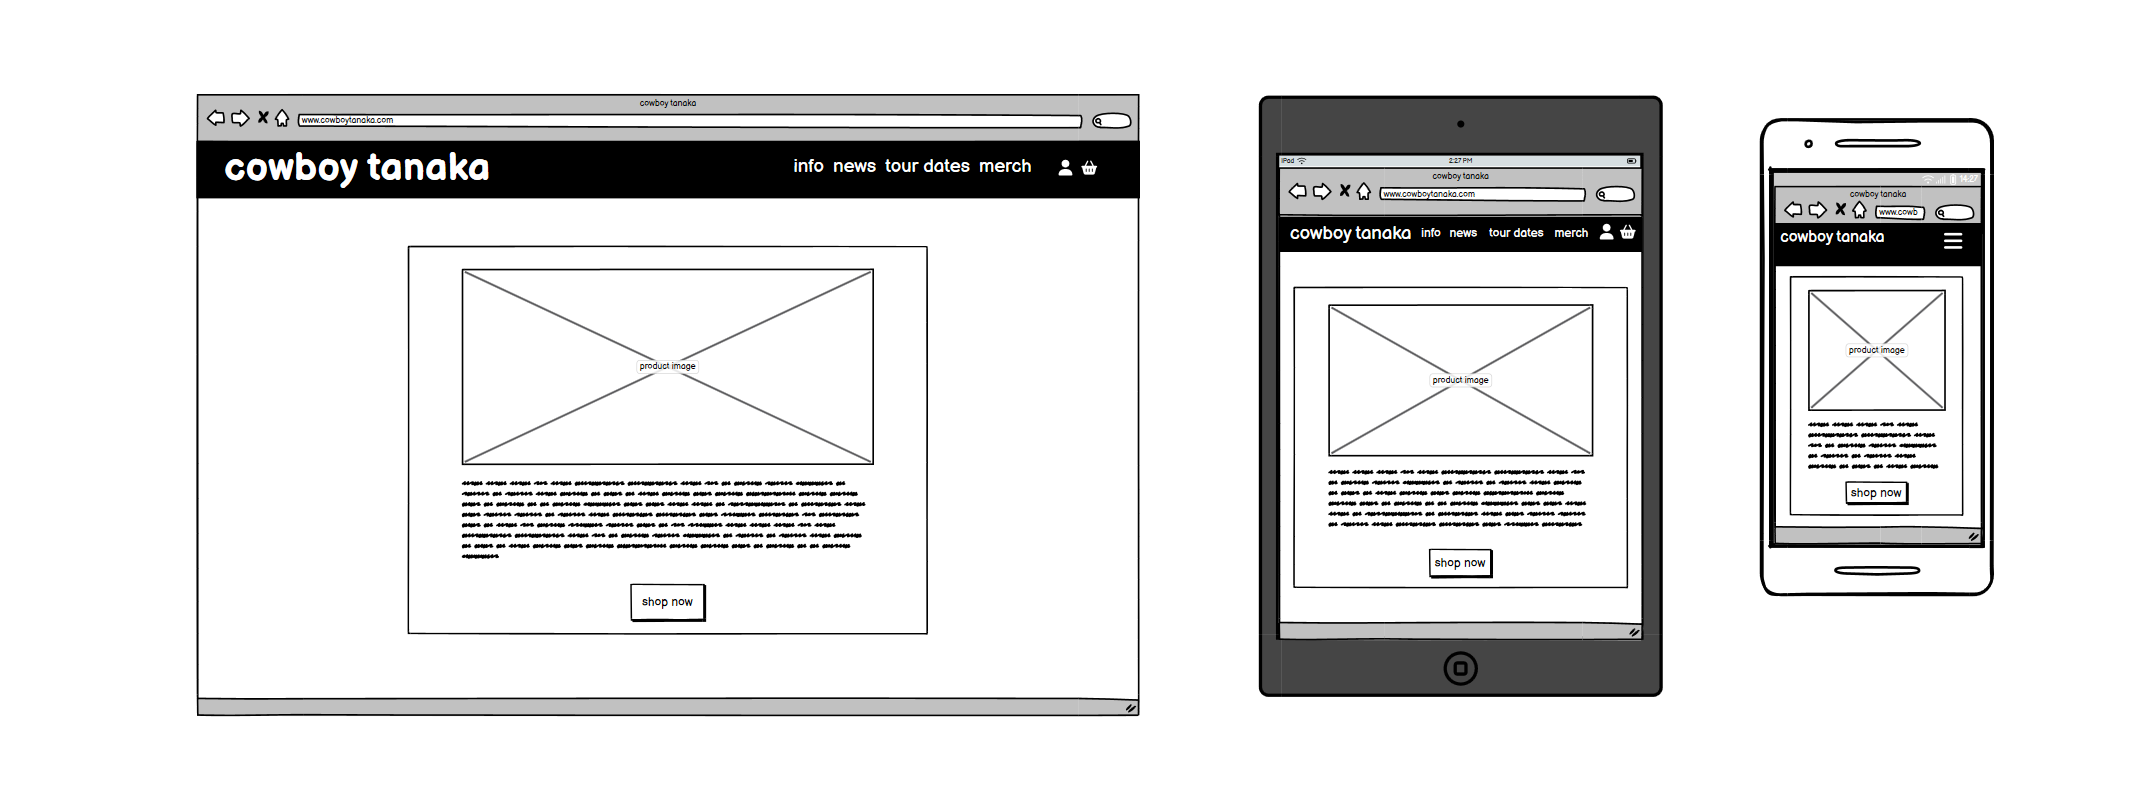 cowboy tanaka
www.cowboytanaka.com
cowboy tanaka info news tour dates merch
product image
shop now
iPad 2:27 PM
cowboy tanaka
www.cowboytanaka.com
cowboy tanaka info news tour dates merch
product image
shop now
14:27
cowboy tanaka
www.cowb
cowboy tanaka
product image
shop now